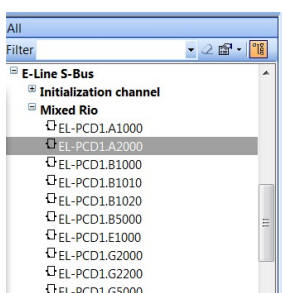 All
Filter
E-Line S-Bus
Initialization channel
Mixed Rio
EL-PCD1.A1000
EL-PCD1.A2000
EL-PCD1.B1000
EL-PCD1.B1010
EL-PCD1.B1020
EL-PCD1.B5000
EL-PCD1.E1000
EL-PCD1.G2000
EL-PCD1.G2200
EL-PCD1.G5000